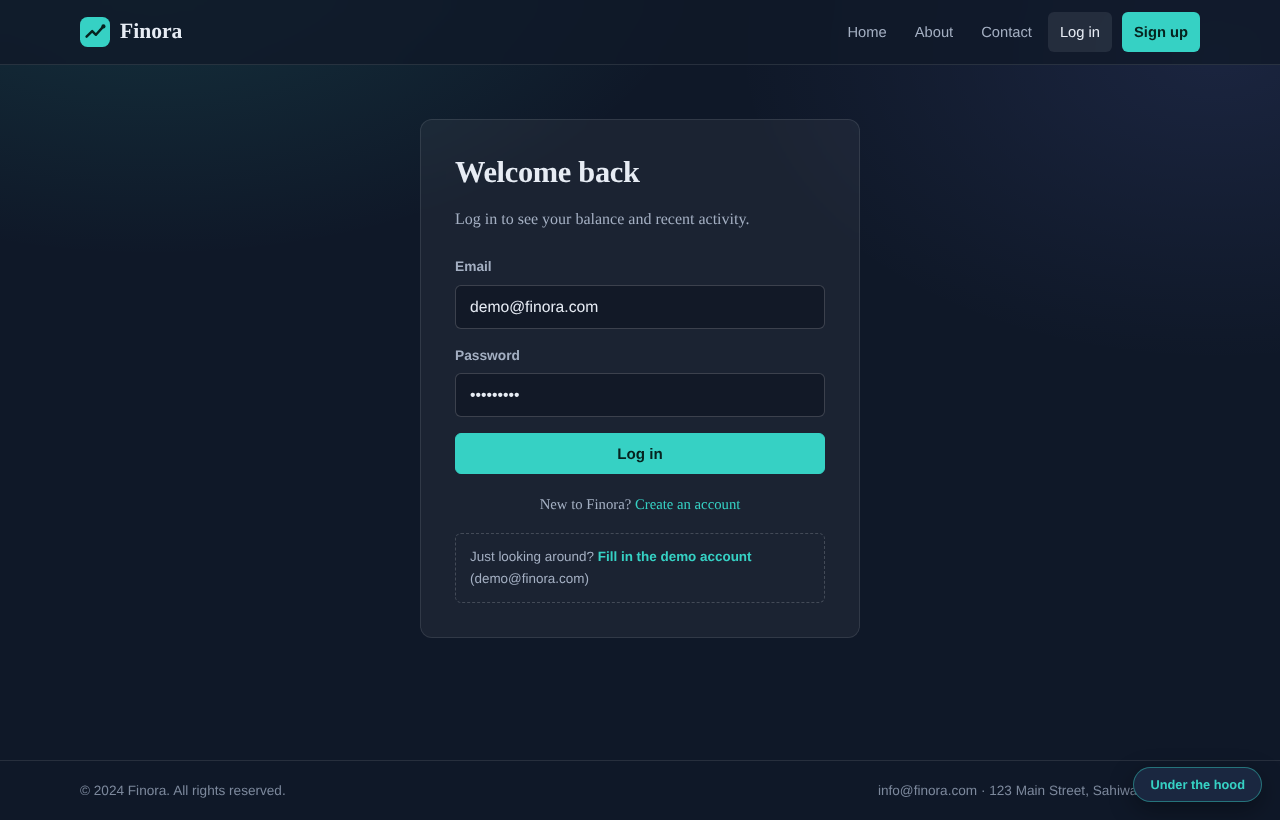 Finora
Home About Contact Log in Sign up
Welcome back
Log in to see your balance and recent activity.
Email
demo@finora.com
Password
•••••••••
Log in
New to Finora? Create an account
Just looking around? Fill in the demo account
(demo@finora.com)
© 2024 Finora. All rights reserved.
info@finora.com · 123 Main Street,
Under the hood